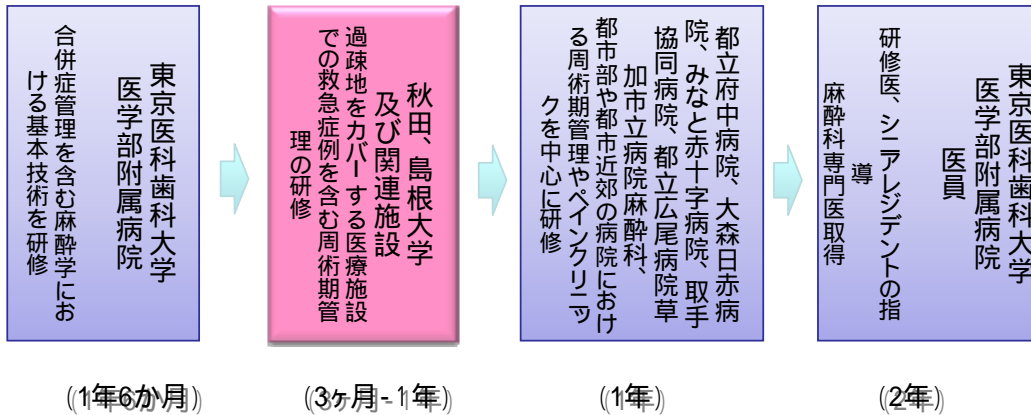 東京医科歯科大学
医学部附属病院
合併症管理を含む麻酔学にお
ける基本技術を研修
(1年6か月)
秋田、島根大学
及び関連施設
過疎地をカバーする医療施設
での救急症例を含む周術期管
理の研修
(3ヶ月-1年)
都立府中病院、大森日赤病
院、みなと赤十字病院、取手
協同病院、都立広尾病院草
加市立病院麻酔科、
都市部や都市近郊の病院におけ
る周術期管理やペインクリニッ
クを中心に研修
(1年)
東京医科歯科大学
医学部附属病院
医員
研修医、シニアレジデントの指
導
麻酔科専門医取得
(2年)